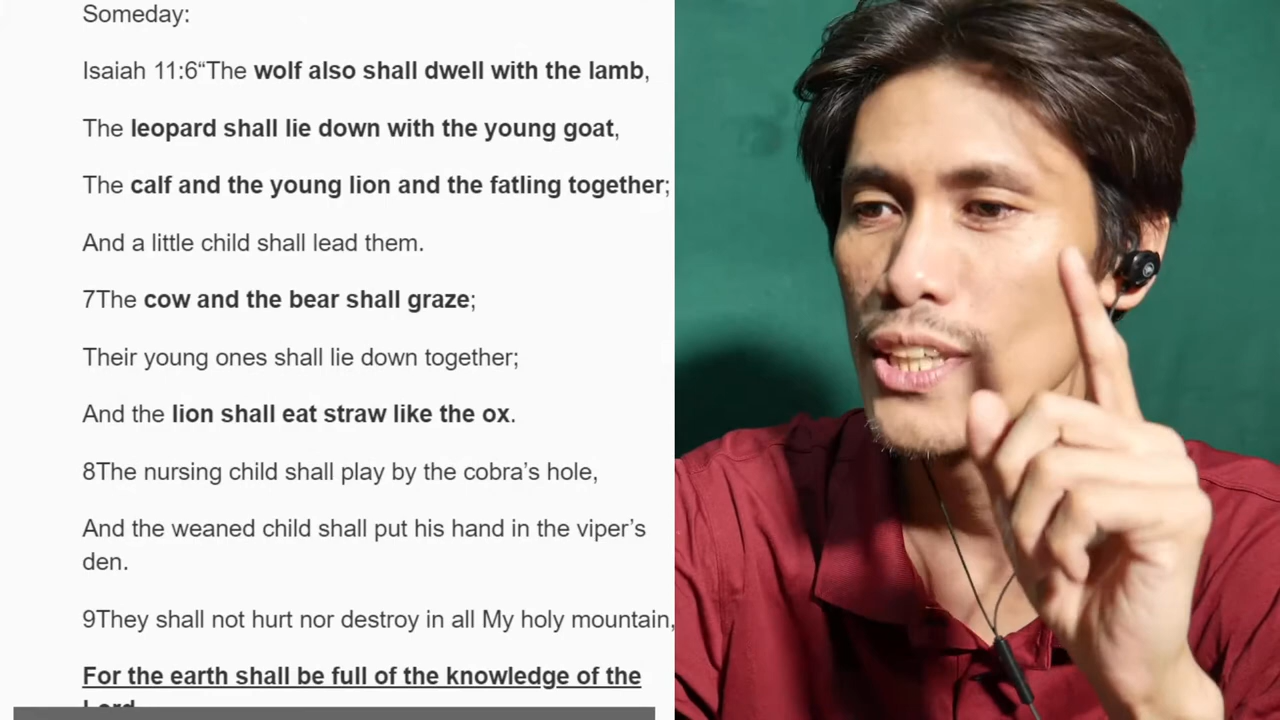 Someday:
Isaiah 11:6“The wolf also shall dwell with the lamb,
The leopard shall lie down with the young goat,
The calf and the young lion and the fatling together;
And a little child shall lead them.
7The cow and the bear shall graze;
Their young ones shall lie down together;
And the lion shall eat straw like the ox.
8The nursing child shall play by the cobra’s hole,
And the weaned child shall put his hand in the viper’s
den.
9They shall not hurt nor destroy in all My holy mountain,
For the earth shall be full of the knowledge of the
Lord